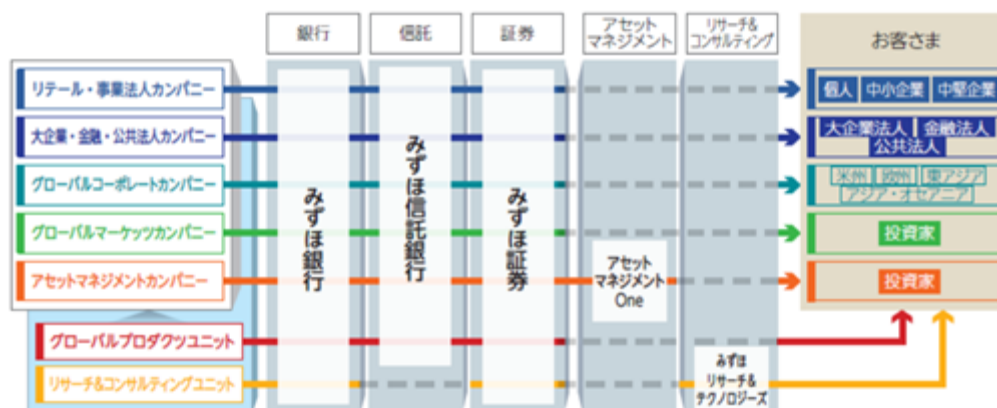 銀行
信託
証券
アセット
マネジメント
リサーチ&
コンサルティング
お客さま
リテール・事業法人カンパニー
個人 中小企業 中堅企業
大企業・金融・公共法人カンパニー
大企業法人 金融法人
公共法人
グローバルコーポレートカンパニー
米州 欧州 東アジア
アジア・オセアニア
グローバルマーケッツカンパニー
投資家
アセットマネジメントカンパニー
投資家
みずほ銀行
みずほ信託銀行
みずほ証券
アセット
マネジメント
One
グローバルプロダクツユニット
リサーチ&コンサルティングユニット
みずほ
リサーチ&
テクノロジーズ